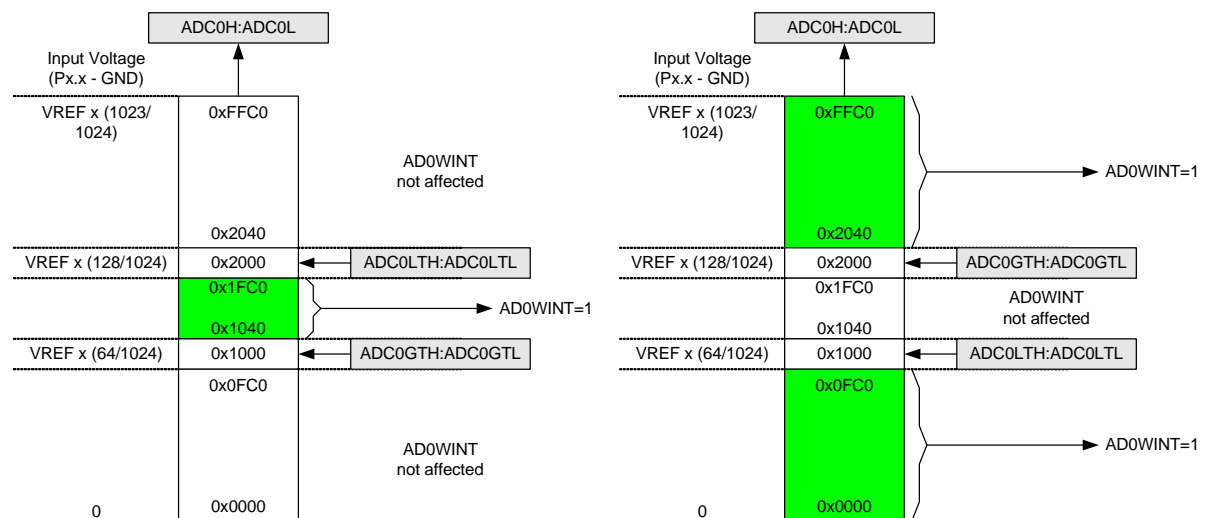 ADC0H:ADC0L
Input Voltage
(Px.x - GND)
VREF x (1023/
1024)
0xFFC0
AD0WINT
not affected
0x2040
VREF x (128/1024)
0x2000
ADC0LTH:ADC0LTL
0x1FC0
AD0WINT=1
0x1040
VREF x (64/1024)
0x1000
ADC0GTH:ADC0GTL
0x0FC0
AD0WINT
not affected
0
0x0000
ADC0H:ADC0L
Input Voltage
(Px.x - GND)
VREF x (1023/
1024)
0xFFC0
AD0WINT=1
0x2040
VREF x (128/1024)
0x2000
ADC0GTH:ADC0GTL
0x1FC0
AD0WINT
not affected
0x1040
VREF x (64/1024)
0x1000
ADC0LTH:ADC0LTL
0x0FC0
AD0WINT=1
0
0x0000